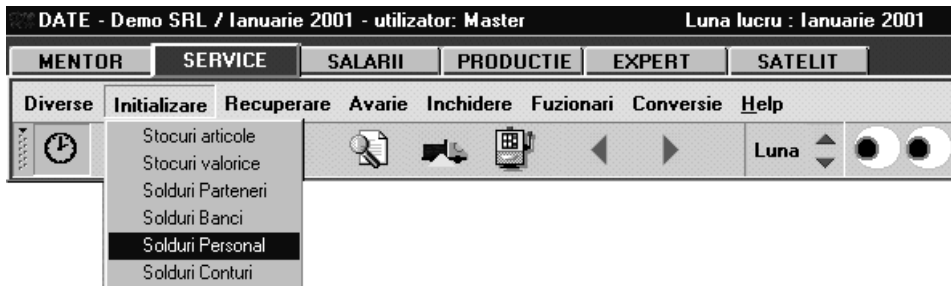 DATE - Demo SRL / Ianuarie 2001 - utilizator: Master Luna lucru : Ianuarie 2001
MENTOR SERVICE SALARII PRODUCTIE EXPERT SATELIT
Diverse Initializare Recuperare Avarie Inchidere Fuzionari Conversie Help
Luna
Stocuri articole
Stocuri valorice
Solduri Parteneri
Solduri Banci
Solduri Personal
Solduri Conturi